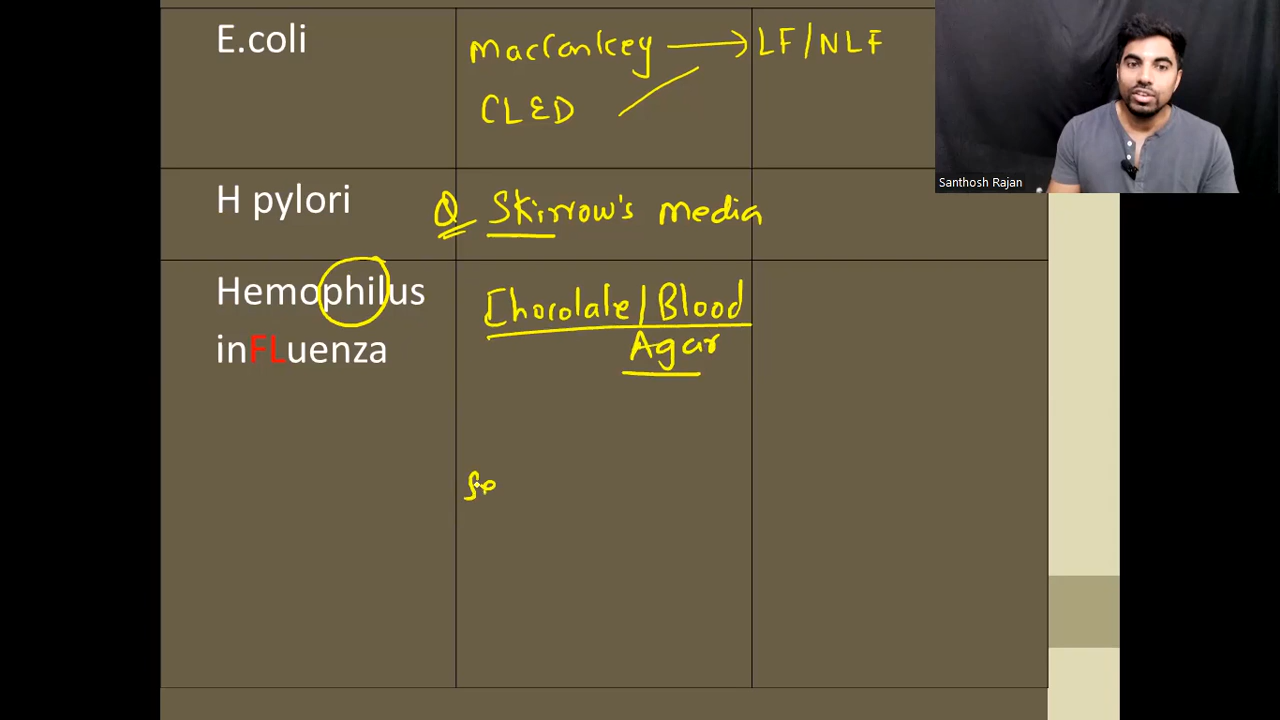 E.coli
MacConkey → LF/NLF
CLED
Santhosh Rajan
H pylori
Q Skirrow's media
Hemophilus
inFLuenza
Chocolate/Blood
Agar